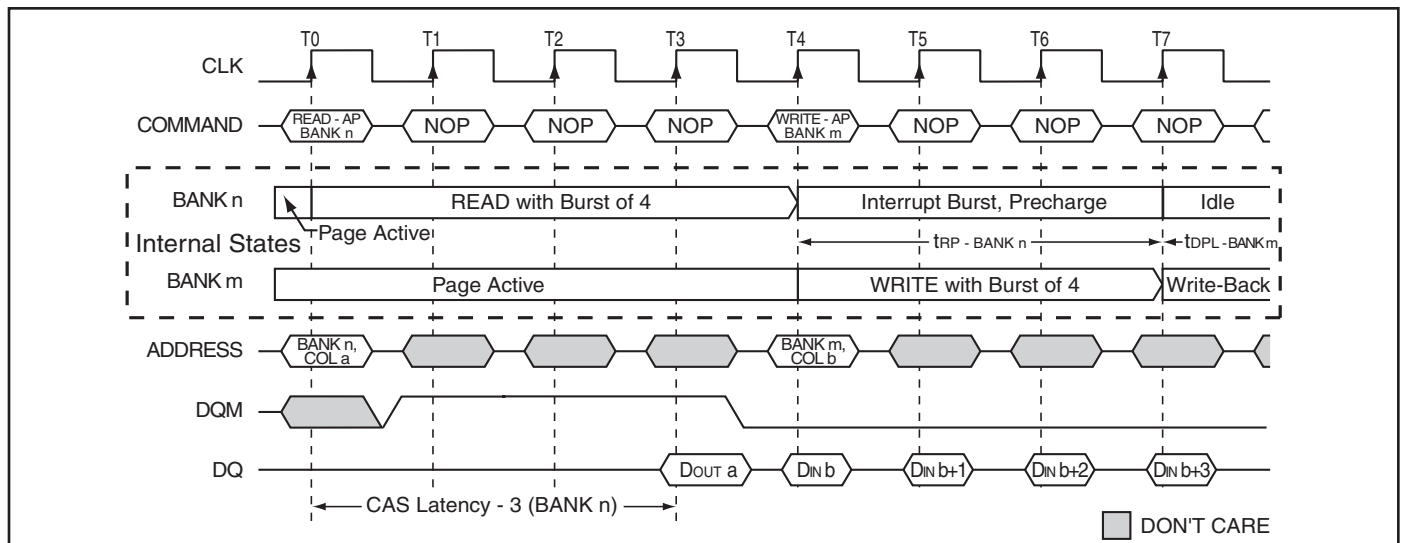 T0 T1 T2 T3 T4 T5 T6 T7
CLK
COMMAND READ - AP BANK n NOP NOP NOP WRITE - AP BANK m NOP NOP NOP
BANK n READ with Burst of 4 Interrupt Burst, Precharge Idle
Page Active
Internal States tRP - BANK n tDPL - BANK m
BANK m Page Active WRITE with Burst of 4 Write-Back
ADDRESS BANK n, COL a BANK m, COL b
DQM
DQ DOUT a DIN b DIN b+1 DIN b+2 DIN b+3
CAS Latency - 3 (BANK n)
DON'T CARE